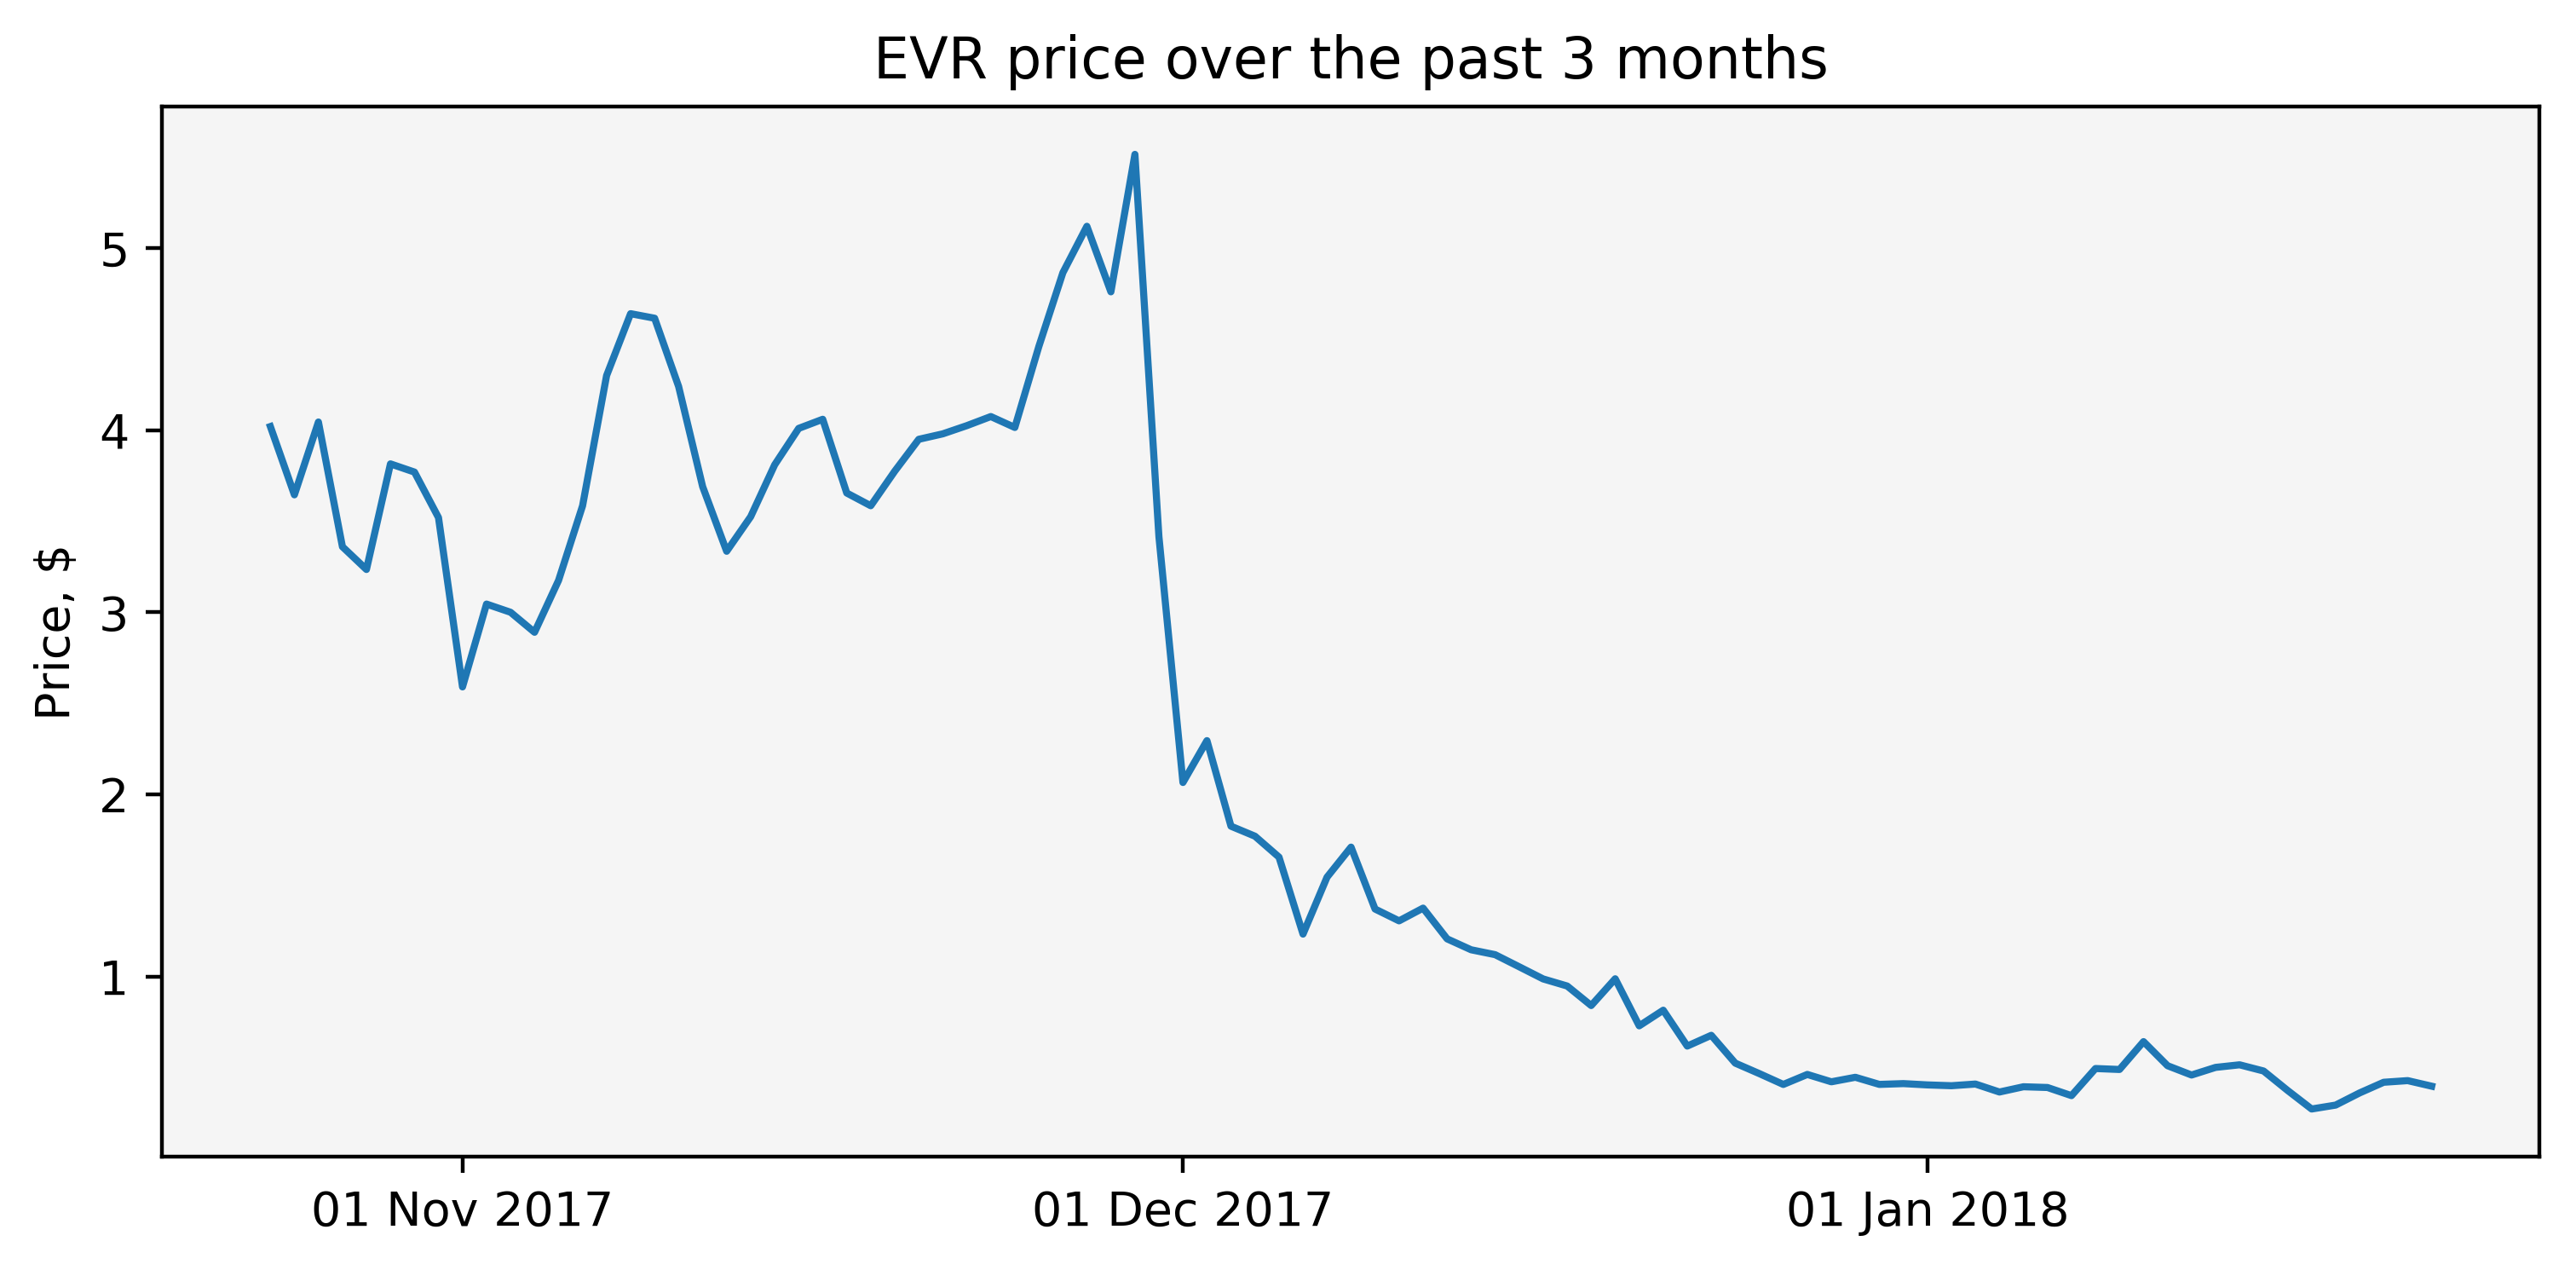 EVR price over the past 3 months
Price, $
5
4
3
2
1
01 Nov 2017
01 Dec 2017
01 Jan 2018